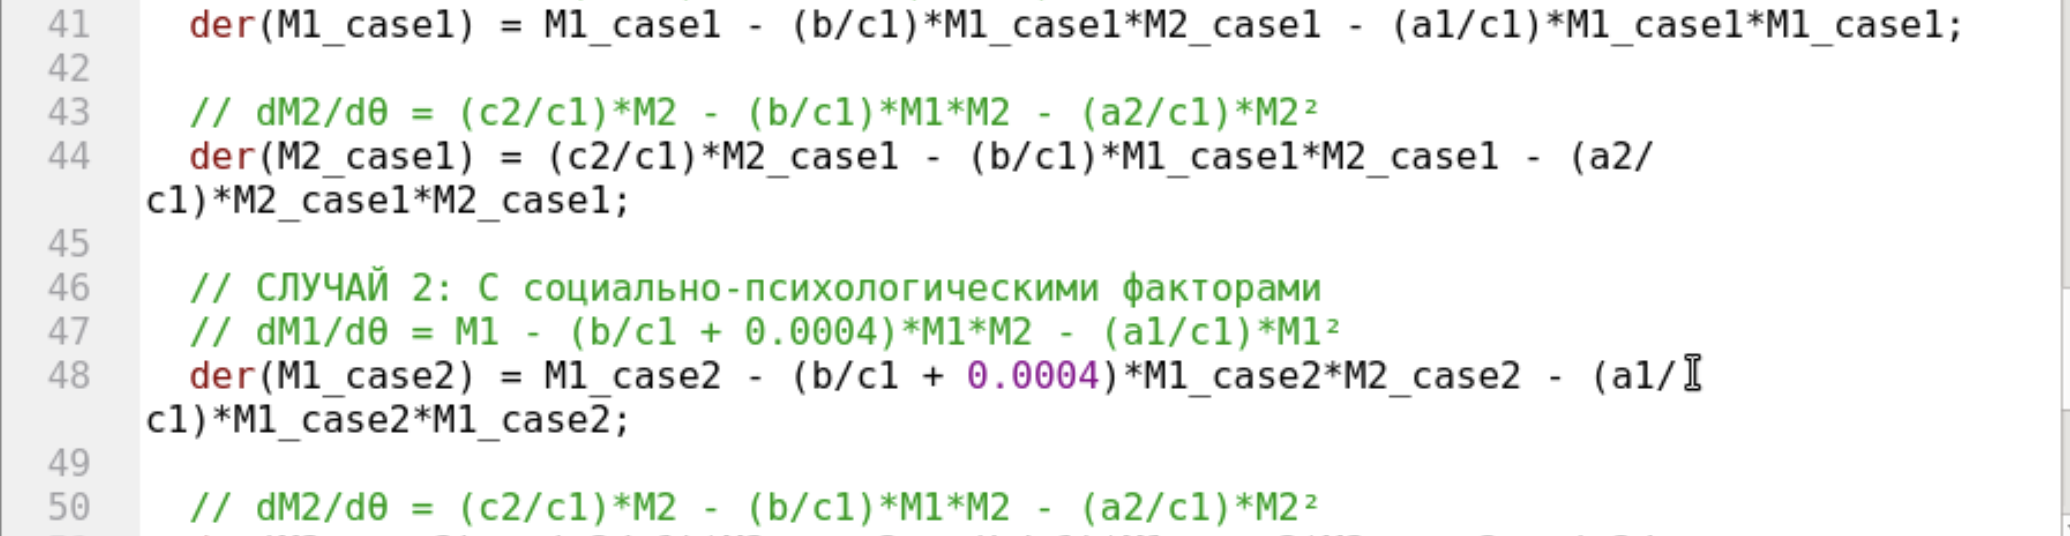 41 der(M1_case1) = M1_case1 - (b/c1)*M1_case1*M2_case1 - (a1/c1)*M1_case1*M1_case1;
42
43 // dM2/dθ = (c2/c1)*M2 - (b/c1)*M1*M2 - (a2/c1)*M2²
44 der(M2_case1) = (c2/c1)*M2_case1 - (b/c1)*M1_case1*M2_case1 - (a2/
c1)*M2_case1*M2_case1;
45
46 // СЛУЧАЙ 2: С социально-психологическими факторами
47 // dM1/dθ = M1 - (b/c1 + 0.0004)*M1*M2 - (a1/c1)*M1²
48 der(M1_case2) = M1_case2 - (b/c1 + 0.0004)*M1_case2*M2_case2 - (a1/
c1)*M1_case2*M1_case2;
49
50 // dM2/dθ = (c2/c1)*M2 - (b/c1)*M1*M2 - (a2/c1)*M2²